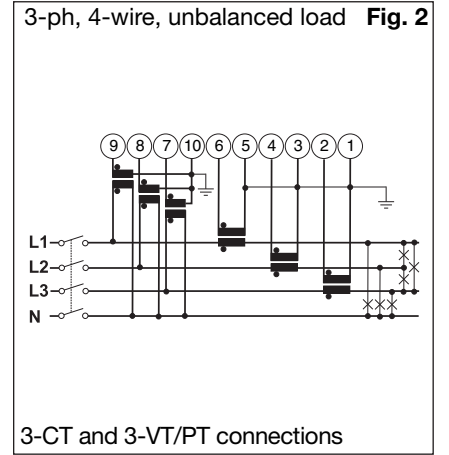 3-ph, 4-wire, unbalanced load Fig. 2
9 8 7 10 6 5 4 3 2 1
L1
L2
L3
N
3-CT and 3-VT/PT connections